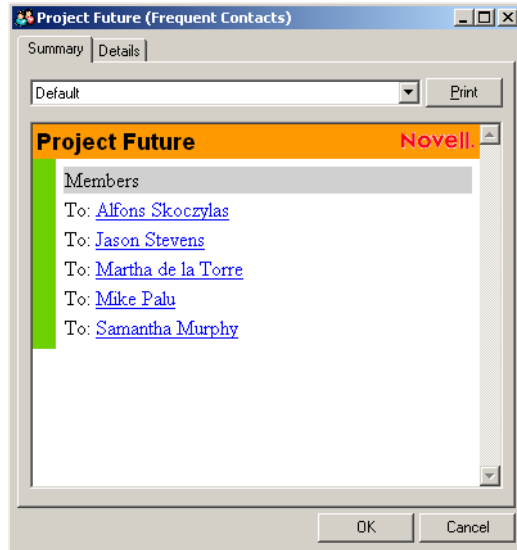 Project Future (Frequent Contacts)
Summary Details
Default Print
Project Future Novell.
Members
To: Alfons Skoczylas
To: Jason Stevens
To: Martha de la Torre
To: Mike Palu
To: Samantha Murphy
OK Cancel